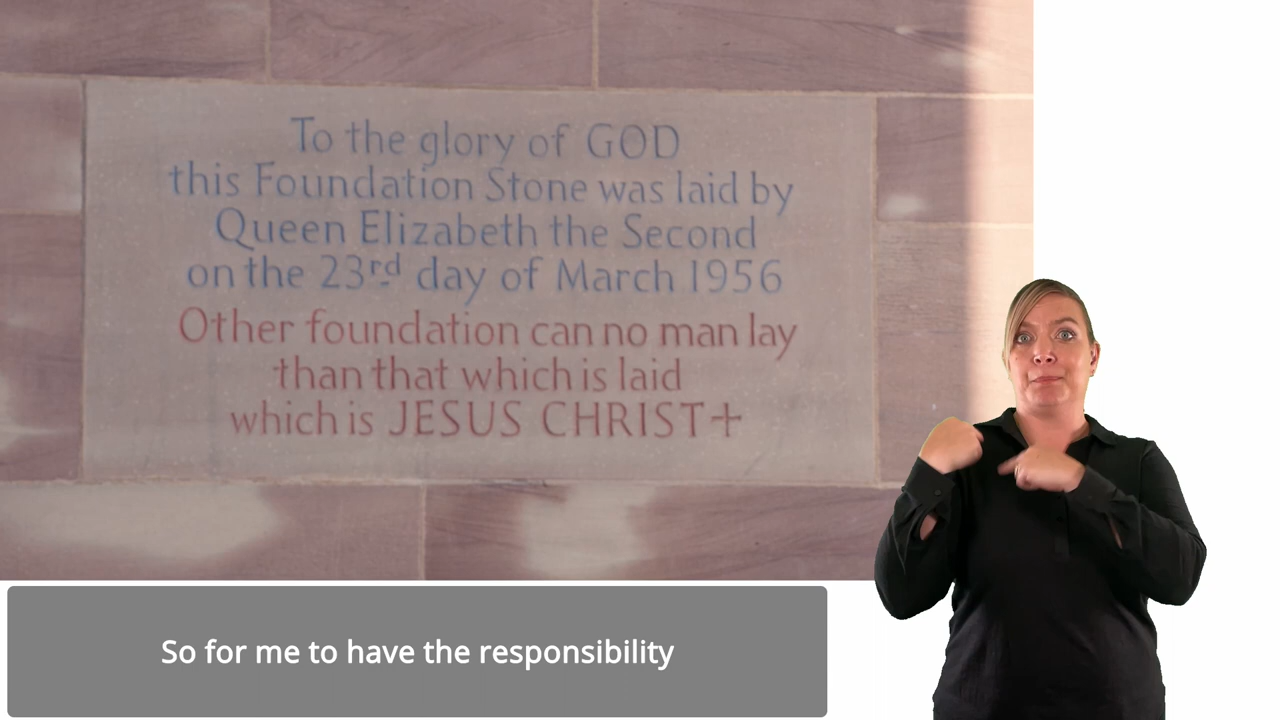 To the glory of GOD
this Foundation Stone was laid by
Queen Elizabeth the Second
on the 23rd day of March 1956
Other foundation can no man lay
than that which is laid
which is JESUS CHRIST+
So for me to have the responsibility